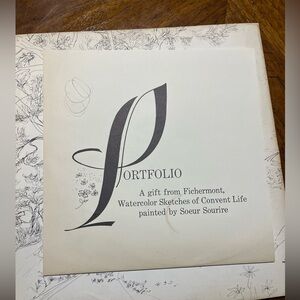 PORTFOLIO
A gift from Fichermont,
Watercolor Sketches of Convent Life
painted by Soeur Sourire